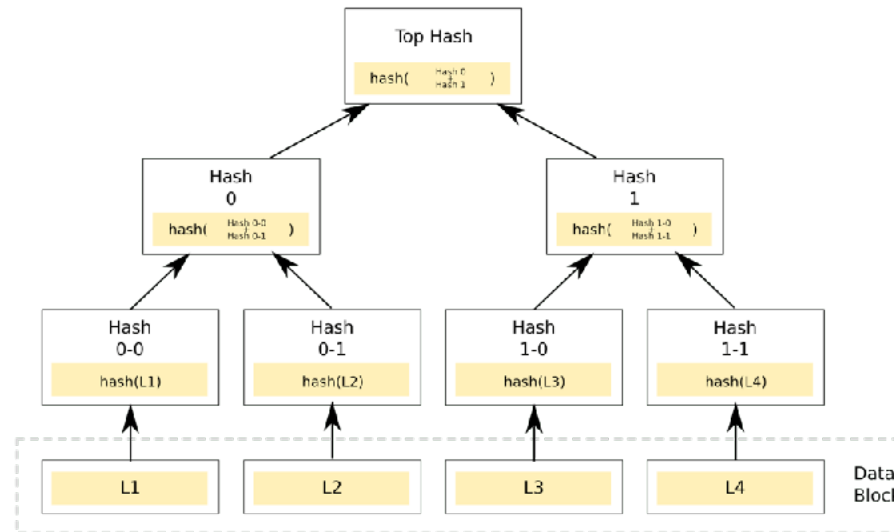 Top Hash
hash( Hash 0 + Hash 1 )
Hash
0
hash( Hash 0-0 + Hash 0-1 )
Hash
1
hash( Hash 1-0 + Hash 1-1 )
Hash
0-0
hash(L1)
Hash
0-1
hash(L2)
Hash
1-0
hash(L3)
Hash
1-1
hash(L4)
L1
L2
L3
L4
Data
Block